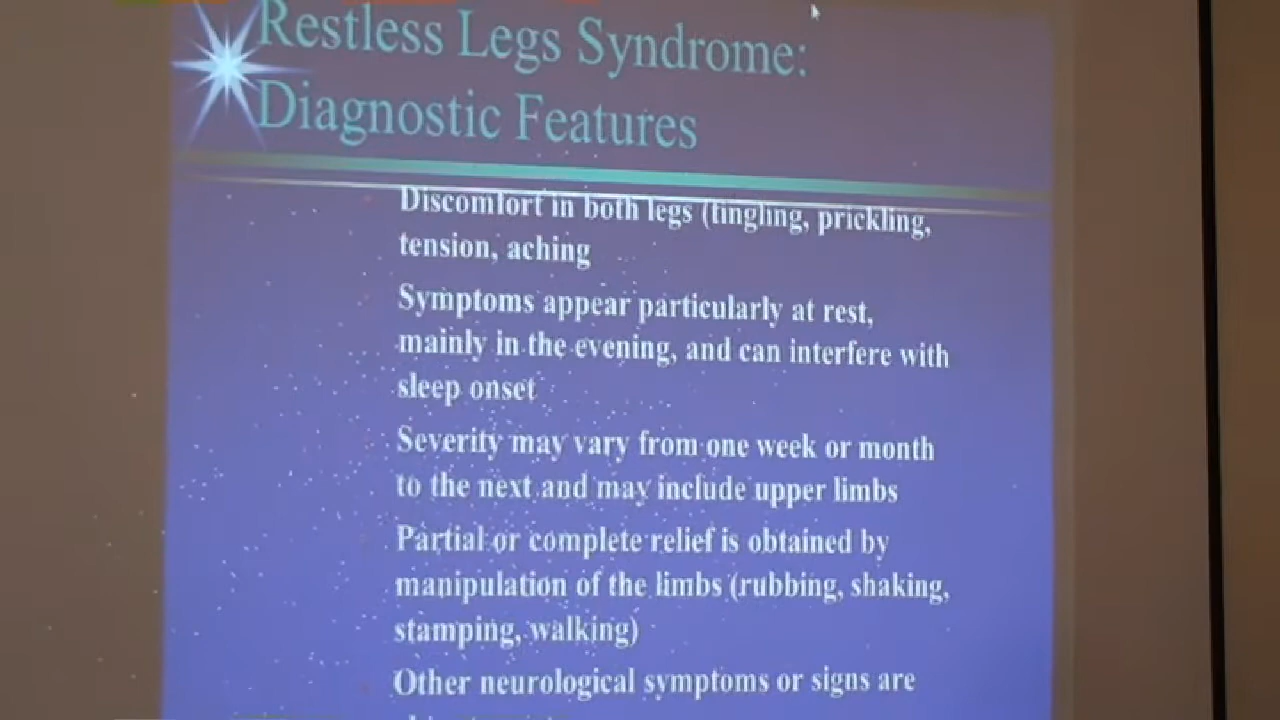 Restless Legs Syndrome:
Diagnostic Features
Discomfort in both legs (tingling, prickling,
tension, aching
Symptoms appear particularly at rest,
mainly in the evening, and can interfere with
sleep onset
Severity may vary from one week or month
to the next and may include upper limbs
Partial or complete relief is obtained by
manipulation of the limbs (rubbing, shaking,
stamping, walking)
Other neurological symptoms or signs are